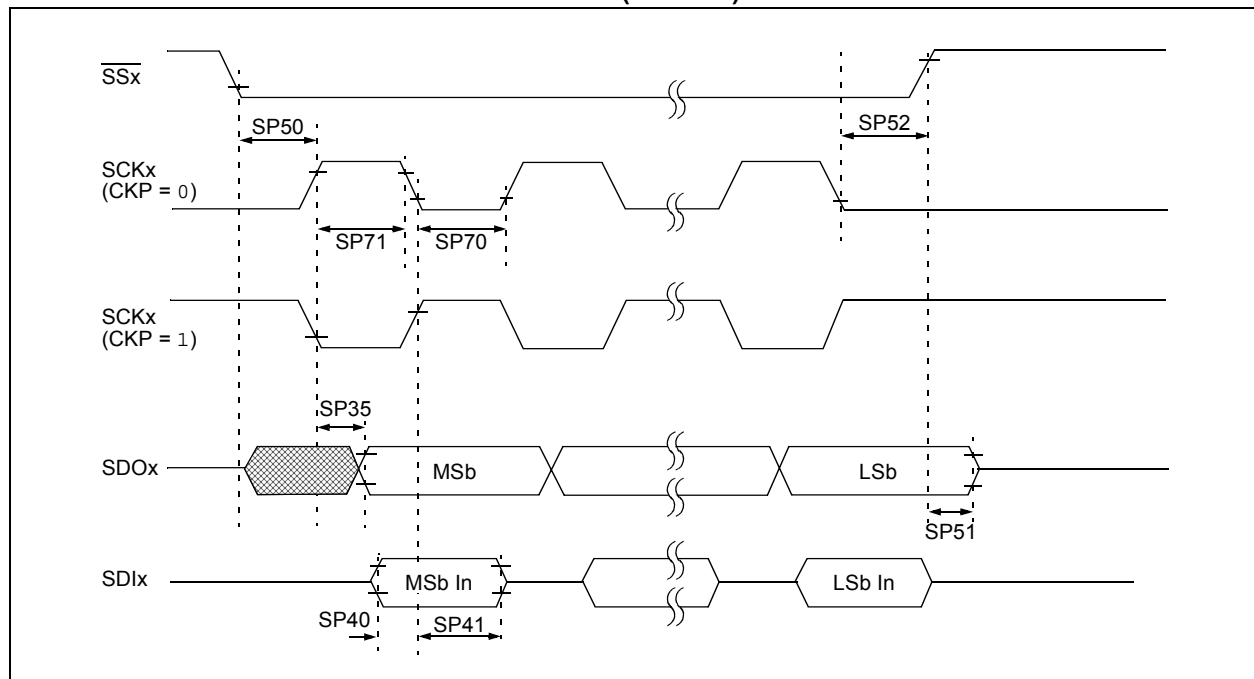 SSx
SP50
SP52
SCKx
(CKP = 0)
SP71
SP70
SCKx
(CKP = 1)
SP35
SDOx
MSb
LSb
SP51
SDIx
MSb In
LSb In
SP40
SP41